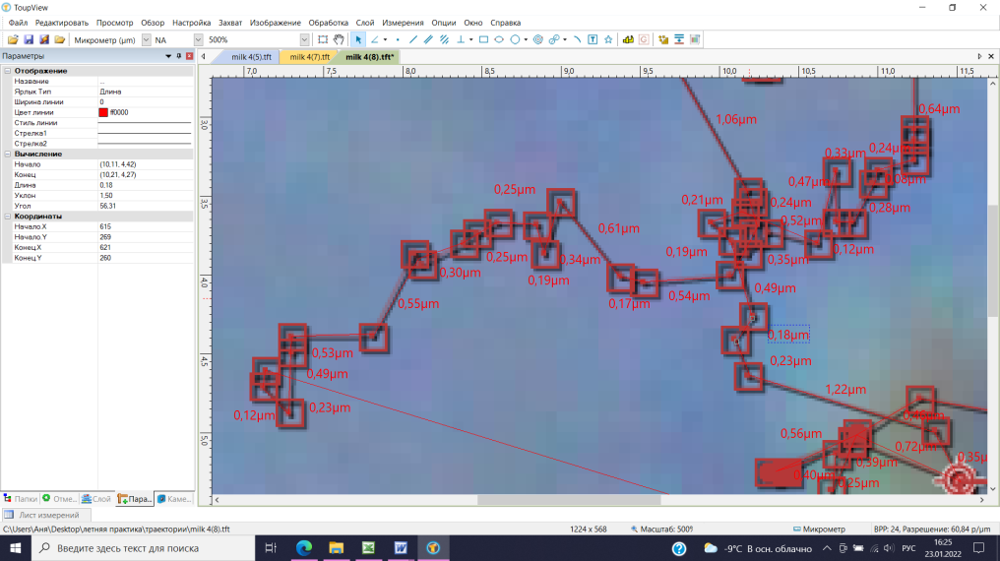 ToupView
Файл Редактировать Просмотр Обзор Настройка Захват Изображение Обработка Слой Измерения Опции Окно Справка
Микрометр (µm) NA 500%
Параметры
milk 4(5).tft milk 4(7).tft milk 4(8).tft*
Отображение
Название ...
Ярлык Тип Длина
Ширина линии 0
Цвет линии ff0000
Стиль линии
Стрелка1
Стрелка2
Вычисление
Начало (10,11, 4,42)
Конец (10,21, 4,27)
Длина 0,18
Уклон 1,50
Угол 56,31
Координаты
Начало.X 615
Начало.Y 269
Конец.X 621
Конец.Y 260
7,0 7,5 8,0 8,5 9,0 9,5 10,0 10,5 11,0 11,5
3,0
3,5
4,0
4,5
5,0
0,64µm
1,06µm
0,24µm
0,33µm
0,08µm
0,47µm
0,25µm
0,21µm
0,24µm
0,28µm
0,52µm
0,61µm
0,19µm
0,12µm
0,25µm
0,34µm
0,35µm
0,30µm
0,19µm
0,49µm
0,54µm
0,55µm
0,17µm
0,18µm
0,53µm
0,23µm
0,49µm
1,22µm
0,23µm
0,12µm
0,56µm
0,72µm
0,35µ
0,39µm
0,40µm
0,25µm
Папки Отме... Слой Пара... Каме...
Лист измерений
C:\Users\Аня\Desktop\летняя практика\траектории\milk 4(8).tft 1224 x 568 Масштаб: 500% Микрометр BPP: 24, Разрешение: 60,84 p/µm
Введите здесь текст для поиска
-9°C В осн. облачно РУС 16:25
23.01.2022